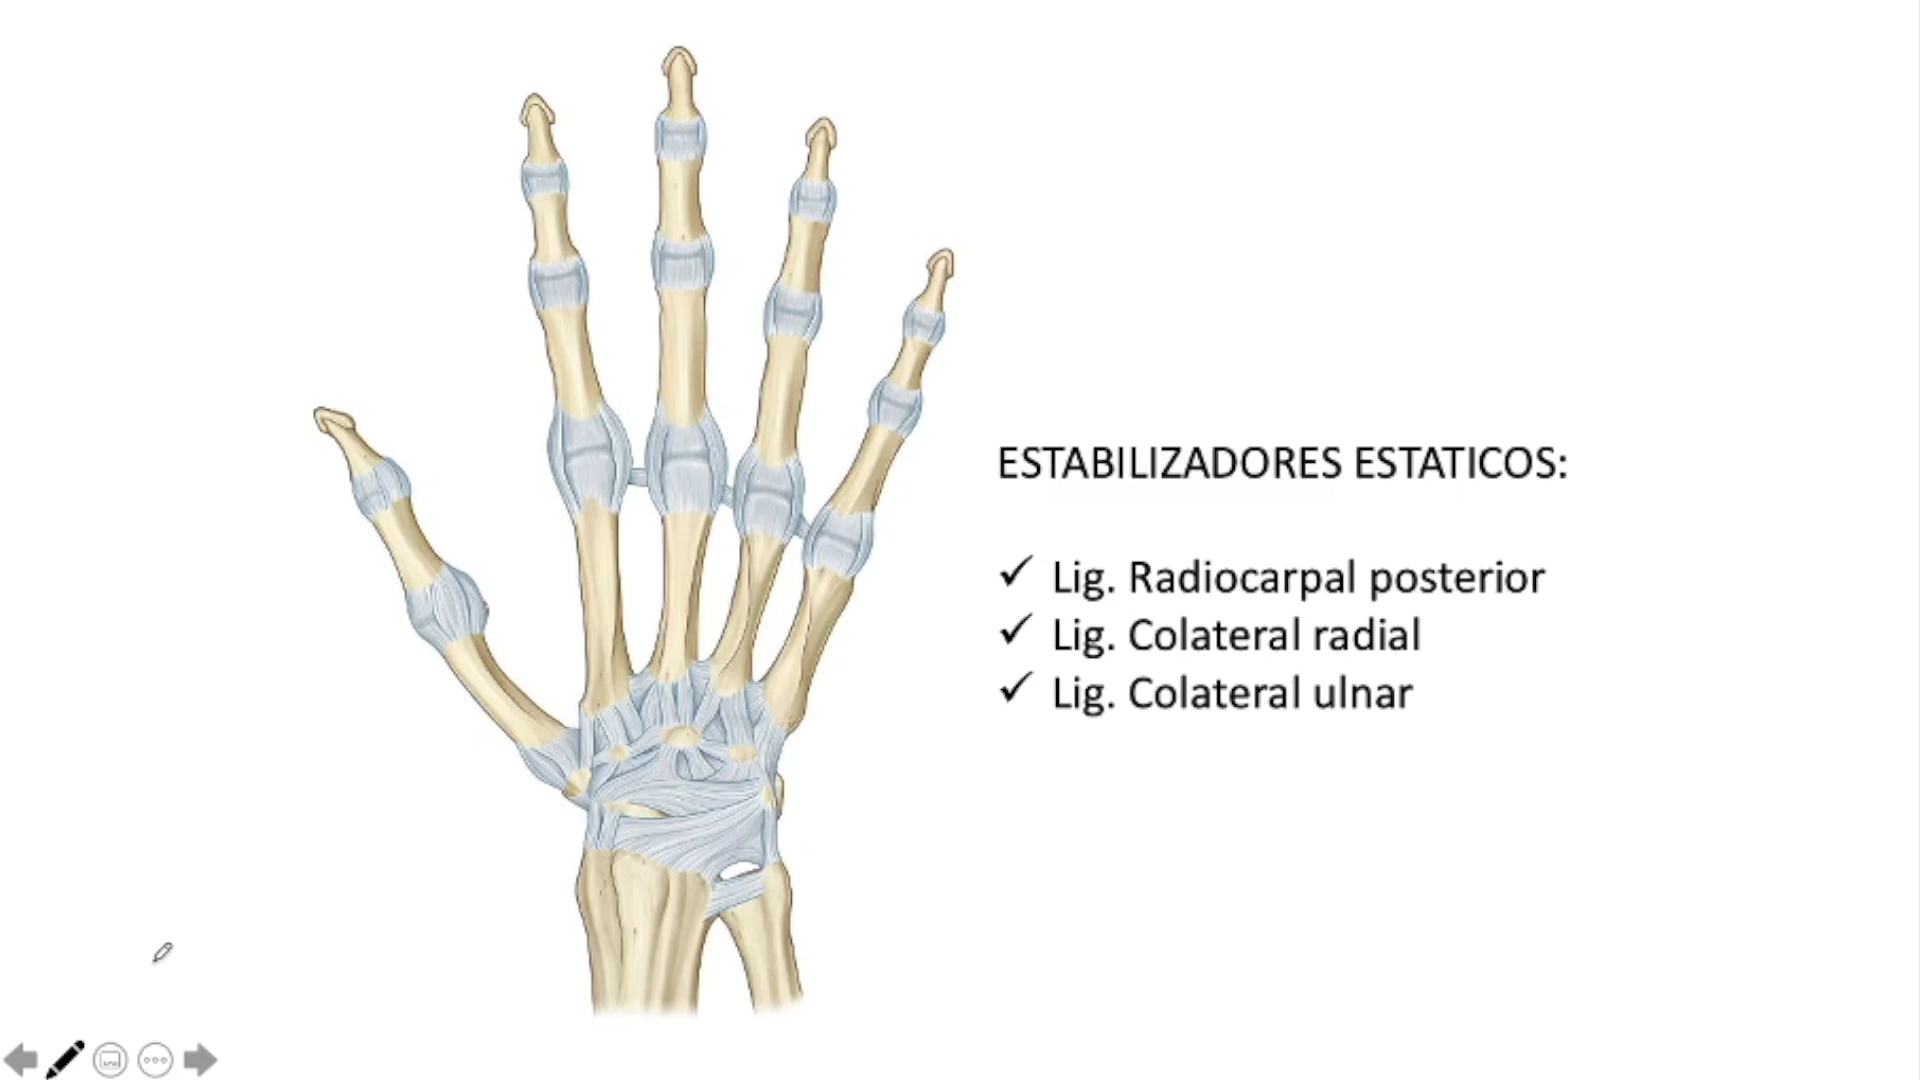 ESTABILIZADORES ESTATICOS:
✓ Lig. Radiocarpal posterior
✓ Lig. Colateral radial
✓ Lig. Colateral ulnar